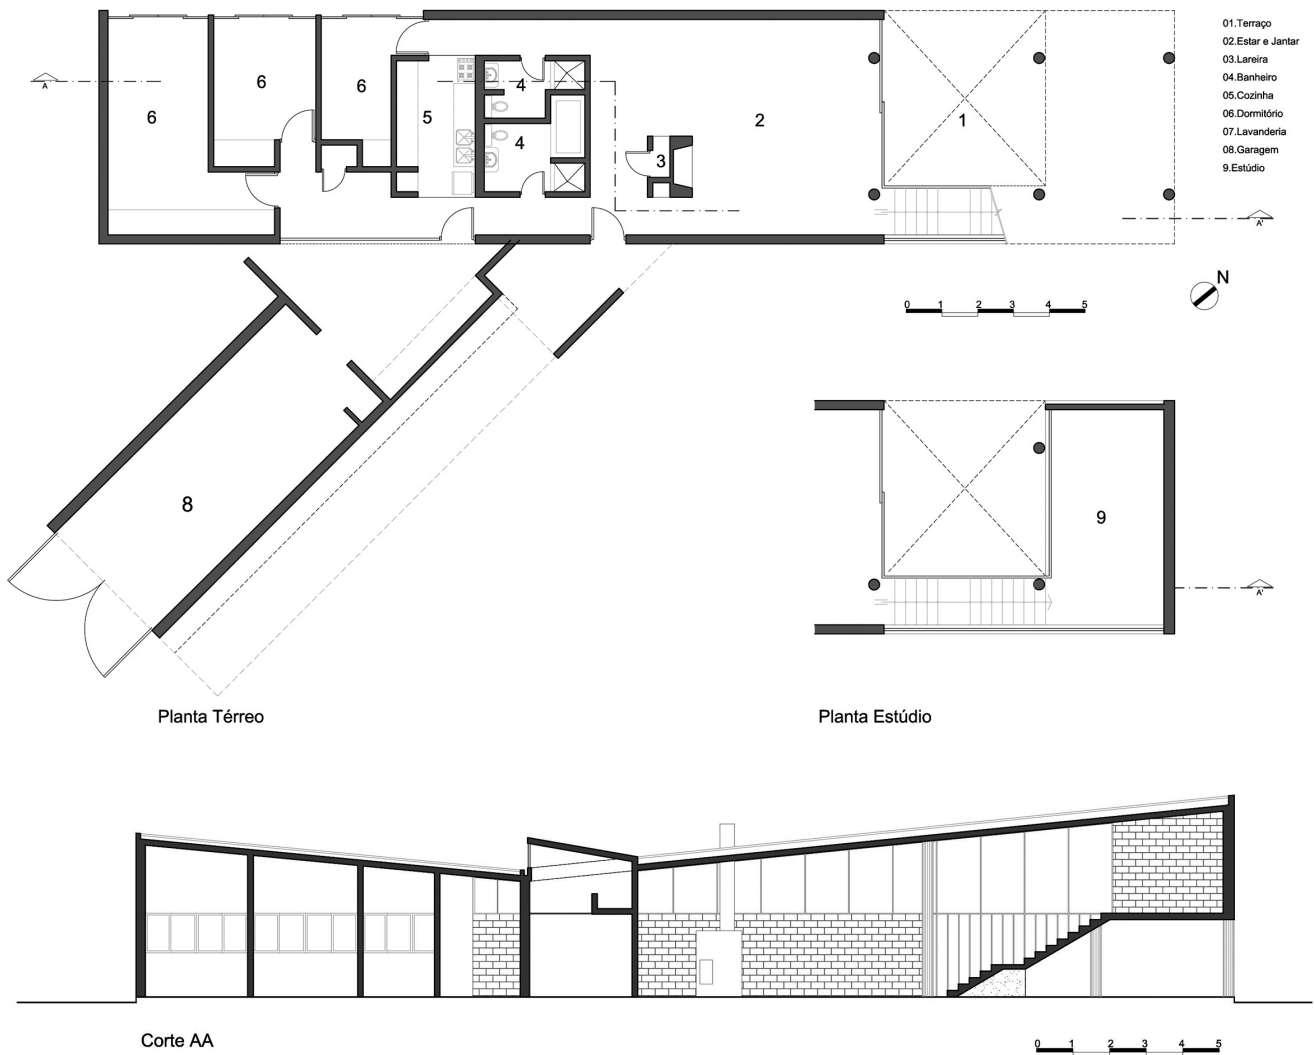 01.Terraço
02.Estar e Jantar
03.Lareira
04.Banheiro
05.Cozinha
06.Dormitório
07.Lavanderia
08.Garagem
9.Estúdio
A
6
6
6
5
4
4
3
2
1
A'
N
0 1 2 3 4 5
8
9
A'
Planta Térreo
Planta Estúdio
Corte AA
0 1 2 3 4 5